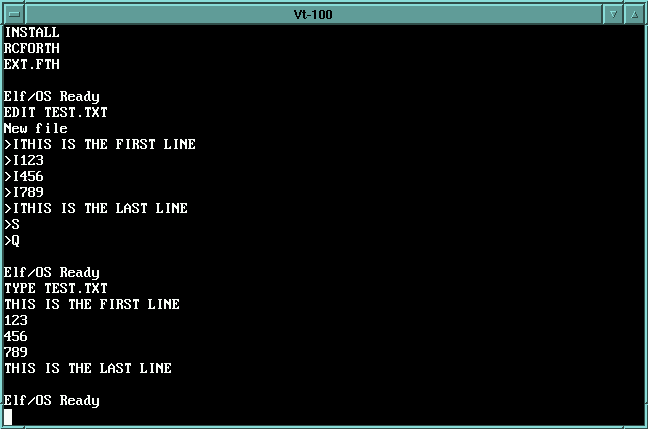 Vt-100
INSTALL
RCFORTH
EXT.FTH
Elf/OS Ready
EDIT TEST.TXT
New file
>ITHIS IS THE FIRST LINE
>I123
>I456
>I789
>ITHIS IS THE LAST LINE
>S
>Q
Elf/OS Ready
TYPE TEST.TXT
THIS IS THE FIRST LINE
123
456
789
THIS IS THE LAST LINE
Elf/OS Ready